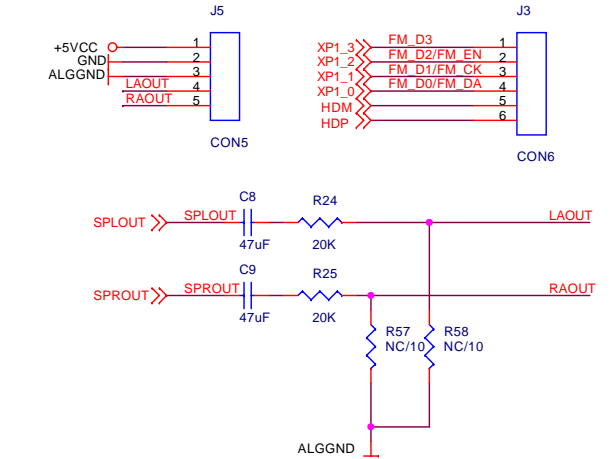 J5
J3
+5VCC
1
GND
2
ALGGND
3
LAOUT
4
RAOUT
5
CON5
XP1_3
FM_D3
1
XP1_2
FM_D2/FM_EN
2
XP1_1
FM_D1/FM_CK
3
XP1_0
FM_D0/FM_DA
4
HDM
5
HDP
6
CON6
C8
R24
SPLOUT
SPLOUT
LAOUT
47uF
20K
C9
R25
SPROUT
SPROUT
RAOUT
47uF
20K
R57
NC/10
R58
NC/10
ALGGND